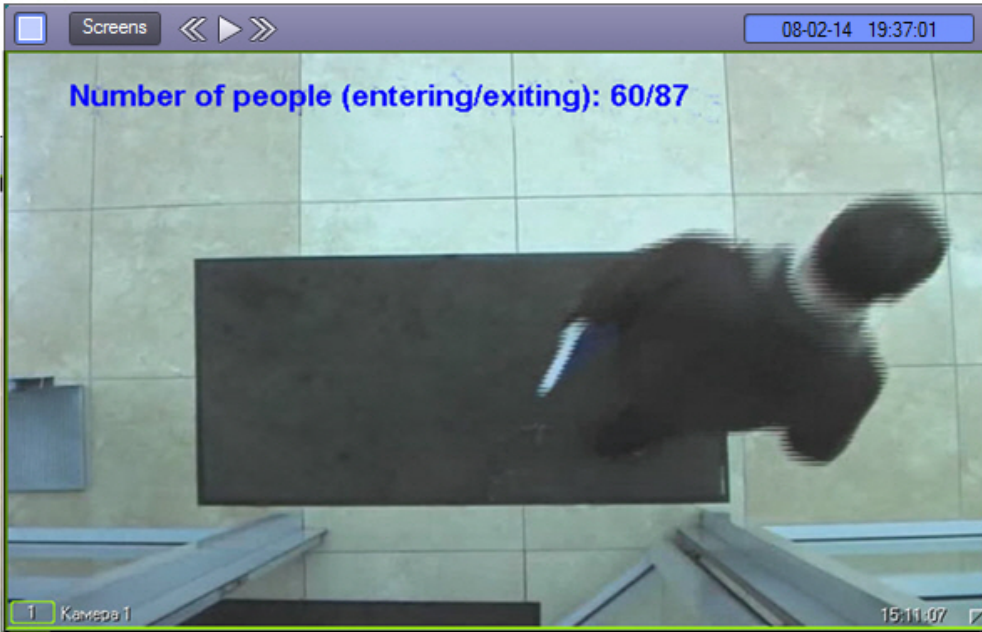 Screens
08-02-14 19:37:01
Number of people (entering/exiting): 60/87
1 Камера 1
15:11:07